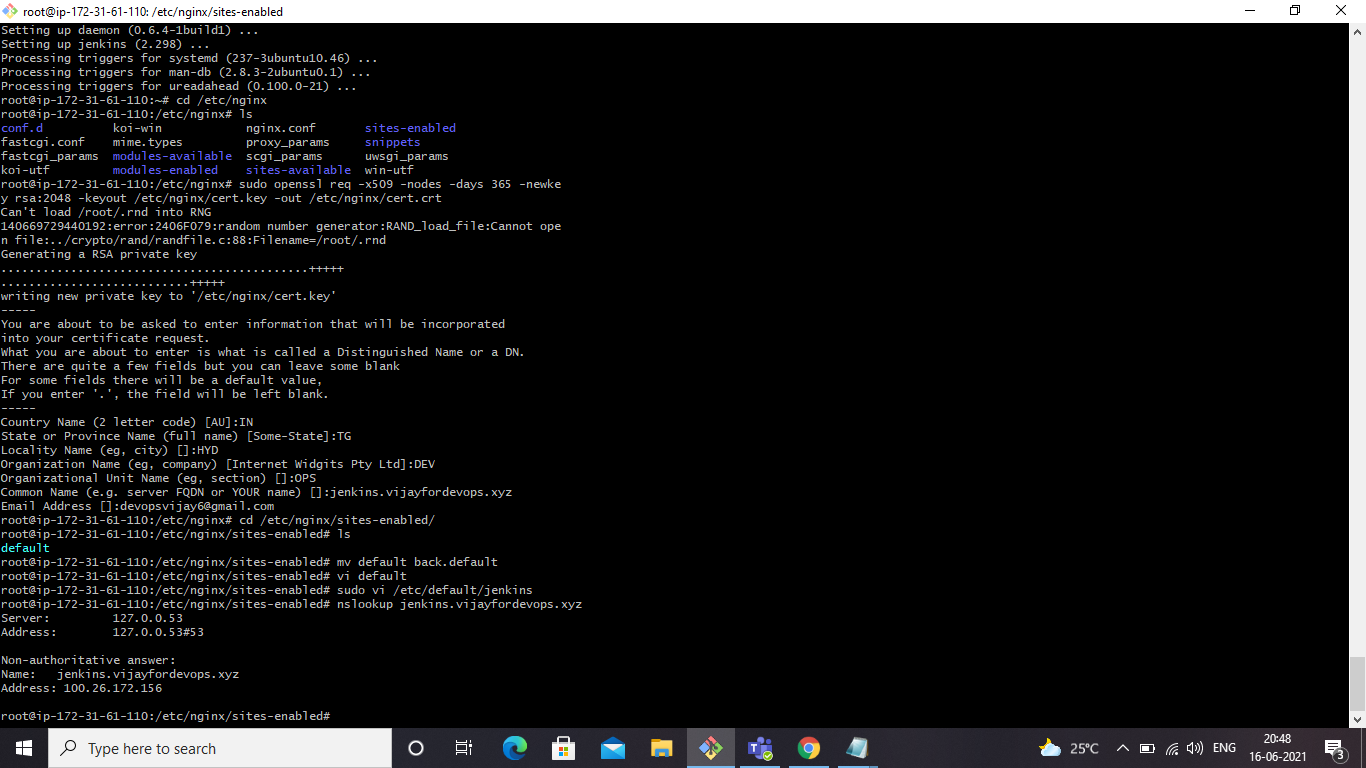 root@ip-172-31-61-110: /etc/nginx/sites-enabled
Setting up daemon (0.6.4-1build1) ...
Setting up jenkins (2.298) ...
Processing triggers for systemd (237-3ubuntu10.46) ...
Processing triggers for man-db (2.8.3-2ubuntu0.1) ...
Processing triggers for ureadahead (0.100.0-21) ...
root@ip-172-31-61-110:~# cd /etc/nginx
root@ip-172-31-61-110:/etc/nginx# ls
conf.d          koi-win            nginx.conf       sites-enabled
fastcgi.conf    mime.types         proxy_params     snippets
fastcgi_params  modules-available  scgi_params      uwsgi_params
koi-utf         modules-enabled    sites-available  win-utf
root@ip-172-31-61-110:/etc/nginx# sudo openssl req -x509 -nodes -days 365 -newke
y rsa:2048 -keyout /etc/nginx/cert.key -out /etc/nginx/cert.crt
Can't load /root/.rnd into RNG
140669729440192:error:2406F079:random number generator:RAND_load_file:Cannot ope
n file:../crypto/rand/randfile.c:88:Filename=/root/.rnd
Generating a RSA private key
............................................+++++
...........................+++++
writing new private key to '/etc/nginx/cert.key'
-----
You are about to be asked to enter information that will be incorporated
into your certificate request.
What you are about to enter is what is called a Distinguished Name or a DN.
There are quite a few fields but you can leave some blank
For some fields there will be a default value,
If you enter '.', the field will be left blank.
-----
Country Name (2 letter code) [AU]:IN
State or Province Name (full name) [Some-State]:TG
Locality Name (eg, city) []:HYD
Organization Name (eg, company) [Internet Widgits Pty Ltd]:DEV
Organizational Unit Name (eg, section) []:OPS
Common Name (e.g. server FQDN or YOUR name) []:jenkins.vijayfordevops.xyz
Email Address []:devopsvijay6@gmail.com
root@ip-172-31-61-110:/etc/nginx# cd /etc/nginx/sites-enabled/
root@ip-172-31-61-110:/etc/nginx/sites-enabled# ls
default
root@ip-172-31-61-110:/etc/nginx/sites-enabled# mv default back.default
root@ip-172-31-61-110:/etc/nginx/sites-enabled# vi default
root@ip-172-31-61-110:/etc/nginx/sites-enabled# sudo vi /etc/default/jenkins
root@ip-172-31-61-110:/etc/nginx/sites-enabled# nslookup jenkins.vijayfordevops.xyz
Server:         127.0.0.53
Address:        127.0.0.53#53
Non-authoritative answer:
Name:   jenkins.vijayfordevops.xyz
Address: 100.26.172.156
root@ip-172-31-61-110:/etc/nginx/sites-enabled#
Type here to search
25°C
ENG
20:48
16-06-2021
3